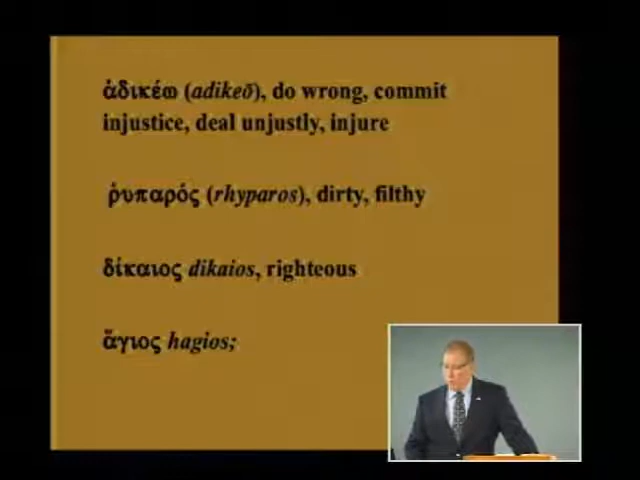 ἀδικέω (adikeō), do wrong, commit
injustice, deal unjustly, injure
ῥυπαρός (rhyparos), dirty, filthy
δίκαιος dikaios, righteous
ἅγιος hagios;